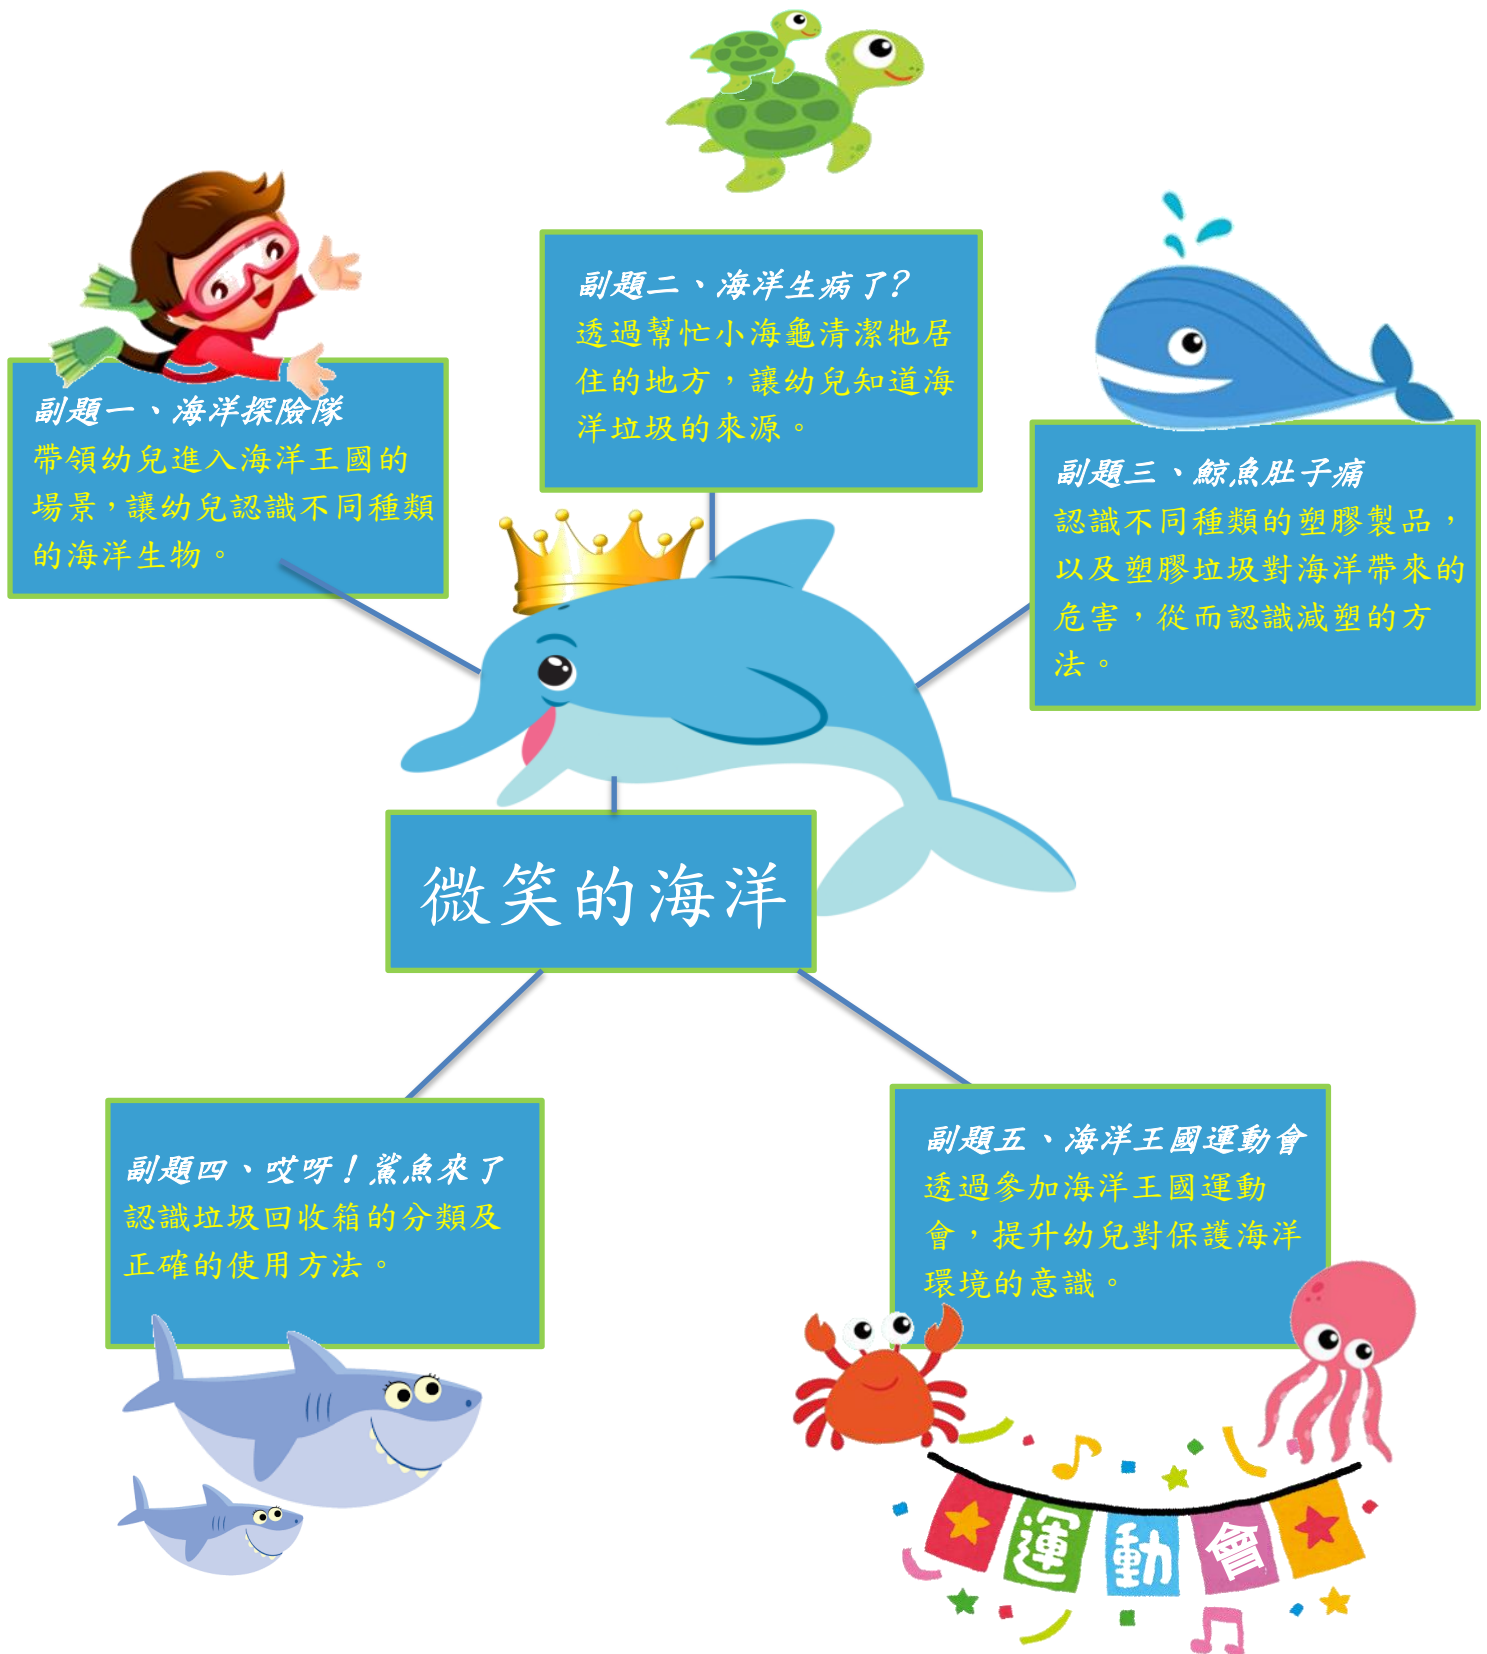 副題一、海洋探險隊
帶領幼兒進入海洋王國的
場景，讓幼兒認識不同種類
的海洋生物。
副題二、海洋生病了?
透過幫忙小海龜清潔牠居
住的地方，讓幼兒知道海
洋垃圾的來源。
副題三、鯨魚肚子痛
認識不同種類的塑膠製品，
以及塑膠垃圾對海洋帶來的
危害，從而認識減塑的方
法。
微笑的海洋
副題四、哎呀！鯊魚來了
認識垃圾回收箱的分類及
正確的使用方法。
副題五、海洋王國運動會
透過參加海洋王國運動
會，提升幼兒對保護海洋
環境的意識。
運動會